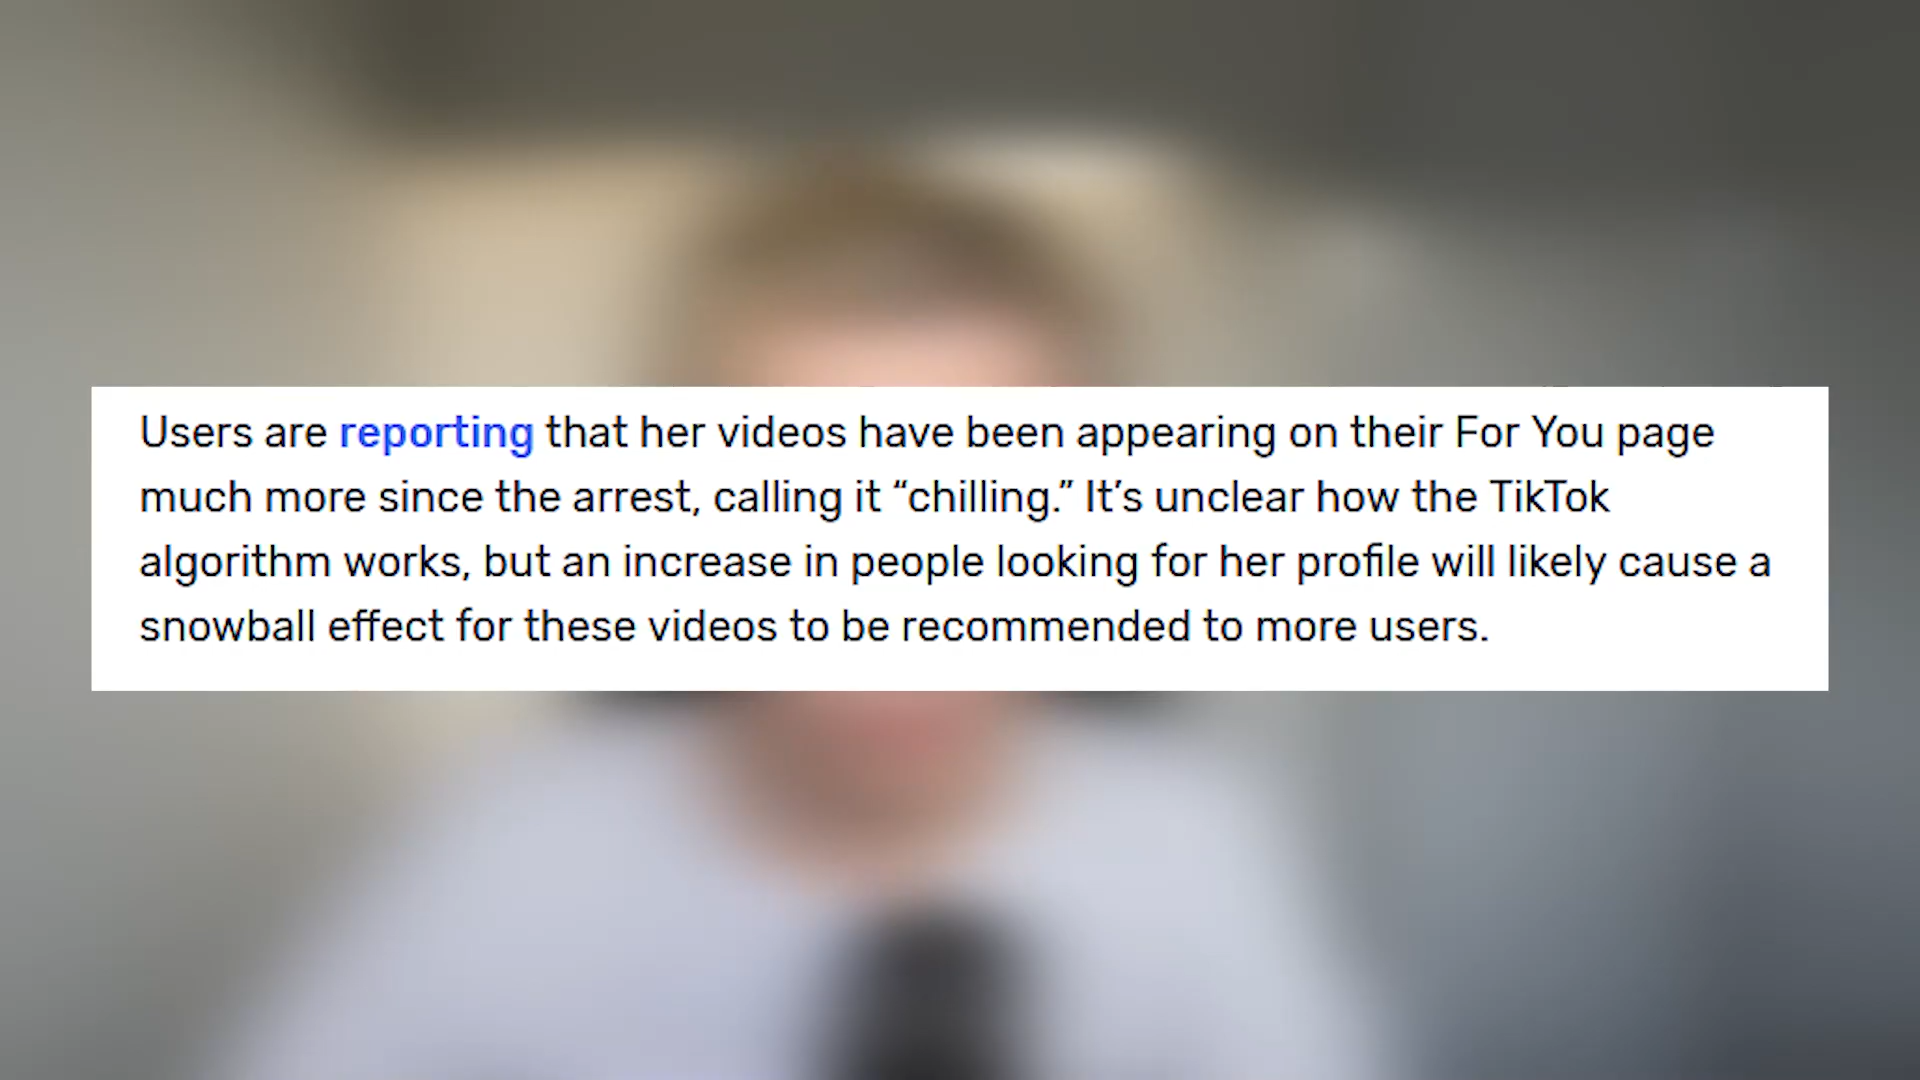 Users are reporting that her videos have been appearing on their For You page
much more since the arrest, calling it “chilling.” It’s unclear how the TikTok
algorithm works, but an increase in people looking for her profile will likely cause a
snowball effect for these videos to be recommended to more users.